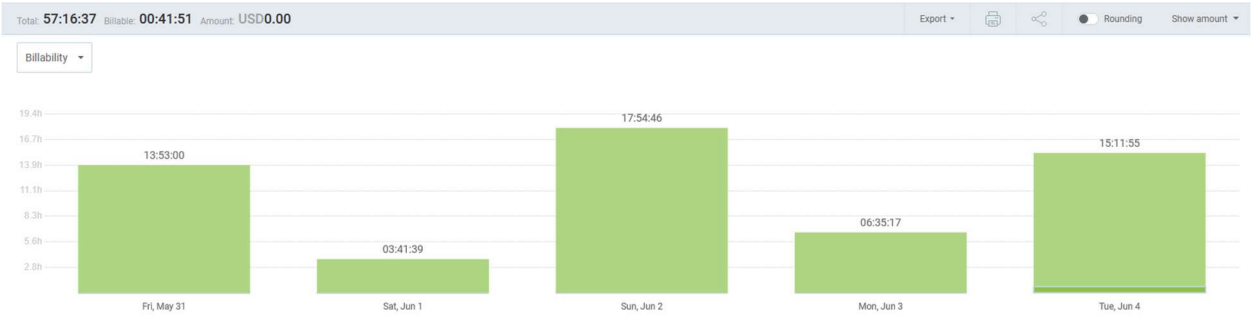 Total: 57:16:37 Billable: 00:41:51 Amount: USD0.00 Export Rounding Show amount
Billability
19.4h
17:54:46
16.7h
15:11:55
13:53:00
13.9h
11.1h
8.3h
06:35:17
5.6h
03:41:39
2.8h
Fri, May 31 Sat, Jun 1 Sun, Jun 2 Mon, Jun 3 Tue, Jun 4